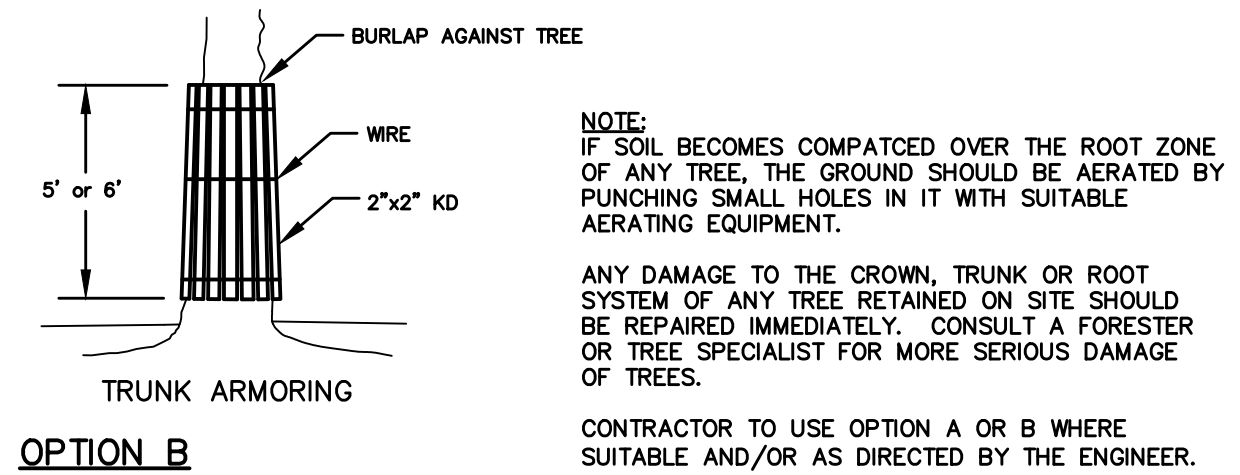 BURLAP AGAINST TREE
WIRE
5' or 6'
2"x2" KD
TRUNK ARMORING
OPTION B
NOTE:
IF SOIL BECOMES COMPATCED OVER THE ROOT ZONE
OF ANY TREE, THE GROUND SHOULD BE AERATED BY
PUNCHING SMALL HOLES IN IT WITH SUITABLE
AERATING EQUIPMENT.
ANY DAMAGE TO THE CROWN, TRUNK OR ROOT
SYSTEM OF ANY TREE RETAINED ON SITE SHOULD
BE REPAIRED IMMEDIATELY.  CONSULT A FORESTER
OR TREE SPECIALIST FOR MORE SERIOUS DAMAGE
OF TREES.
CONTRACTOR TO USE OPTION A OR B WHERE
SUITABLE AND/OR AS DIRECTED BY THE ENGINEER.